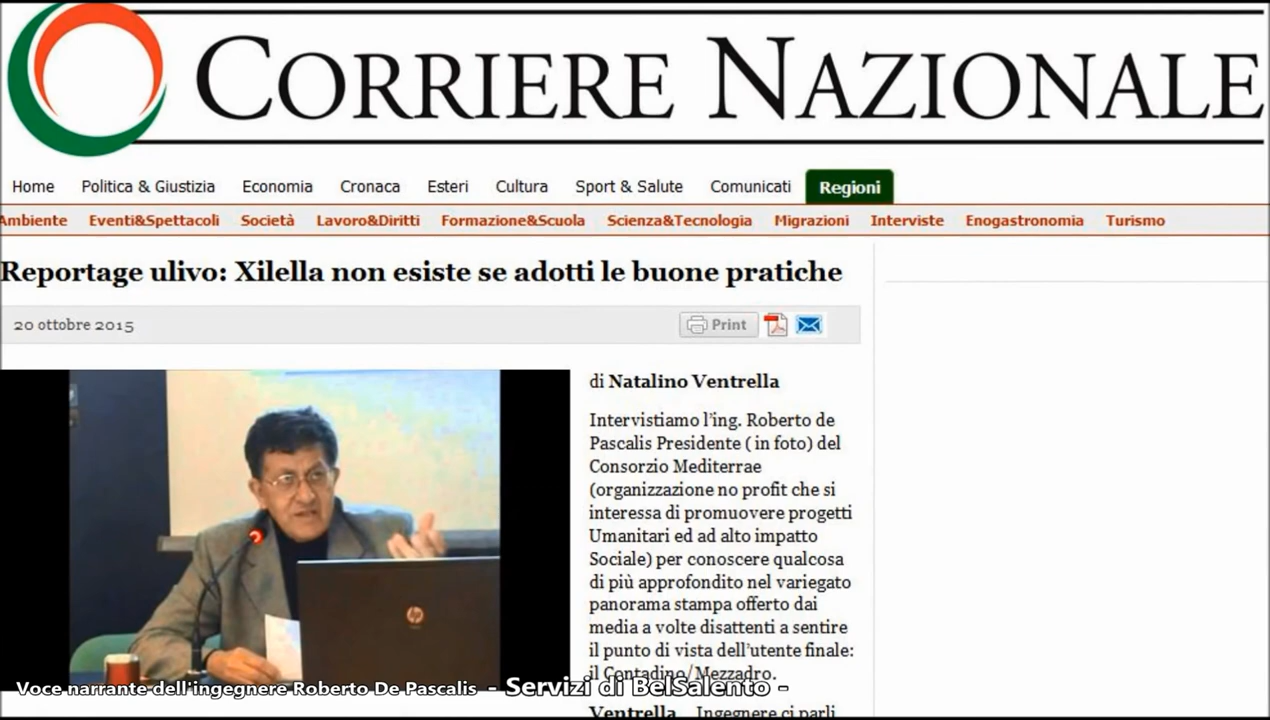 CORRIERE NAZIONALE
Home Politica & Giustizia Economia Cronaca Esteri Cultura Sport & Salute Comunicati Regioni
Ambiente Eventi&Spettacoli Società Lavoro&Diritti Formazione&Scuola Scienza&Tecnologia Migrazioni Interviste Enogastronomia Turismo
Reportage ulivo: Xilella non esiste se adotti le buone pratiche
20 ottobre 2015
Print
di Natalino Ventrella
Intervistiamo l'ing. Roberto de
Pascalis Presidente ( in foto) del
Consorzio Mediterrae
(organizzazione no profit che si
interessa di promuovere progetti
Umanitari ed ad alto impatto
Sociale) per conoscere qualcosa
di più approfondito nel variegato
panorama stampa offerto dai
media a volte disattenti a sentire
il punto di vista dell'utente finale:
il Contadino/Mezzadro.
Ventrella Ingegnere ci parli
hp
Voce narrante dell'ingegnere Roberto De Pascalis - Servizi di BelSalento -